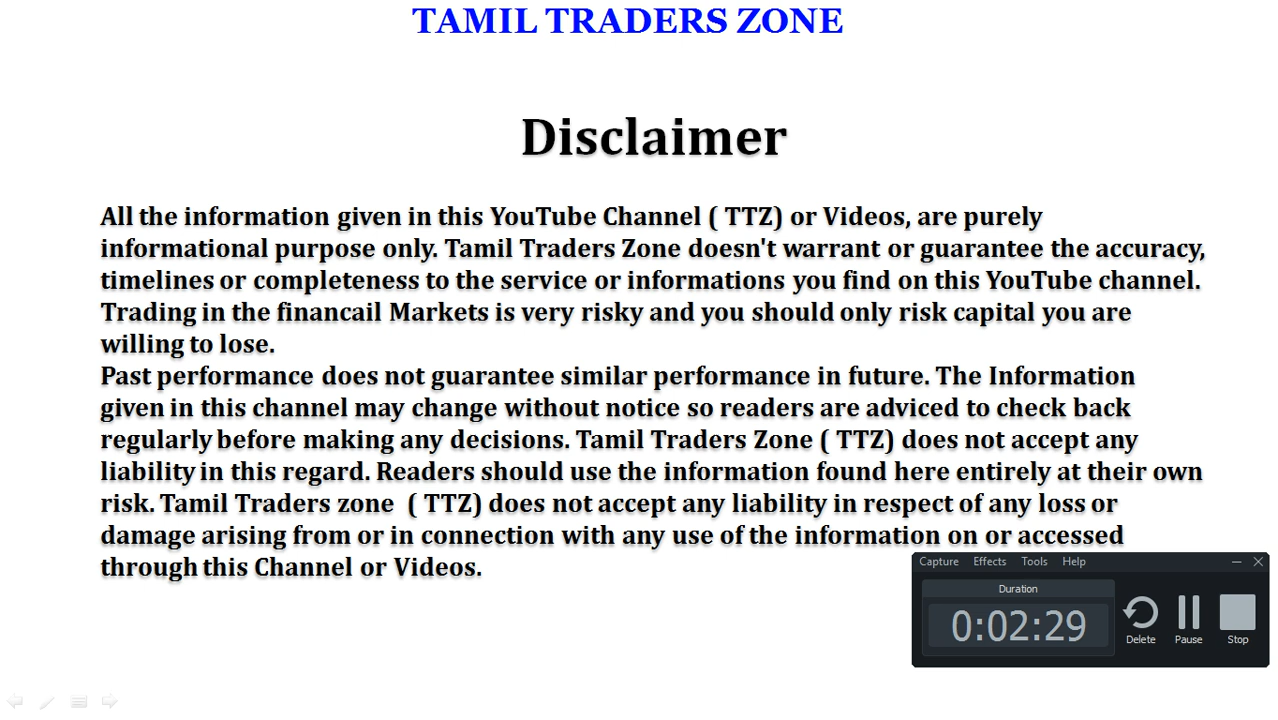 TAMIL TRADERS ZONE
Disclaimer
All the information given in this YouTube Channel ( TTZ) or Videos, are purely
informational purpose only. Tamil Traders Zone doesn't warrant or guarantee the accuracy,
timelines or completeness to the service or informations you find on this YouTube channel.
Trading in the financail Markets is very risky and you should only risk capital you are
willing to lose.
Past performance does not guarantee similar performance in future. The Information
given in this channel may change without notice so readers are adviced to check back
regularly before making any decisions. Tamil Traders Zone ( TTZ) does not accept any
liability in this regard. Readers should use the information found here entirely at their own
risk. Tamil Traders zone  ( TTZ) does not accept any liability in respect of any loss or
damage arising from or in connection with any use of the information on or accessed
through this Channel or Videos.
Capture Effects Tools Help
Duration
0:02:29
Delete Pause Stop